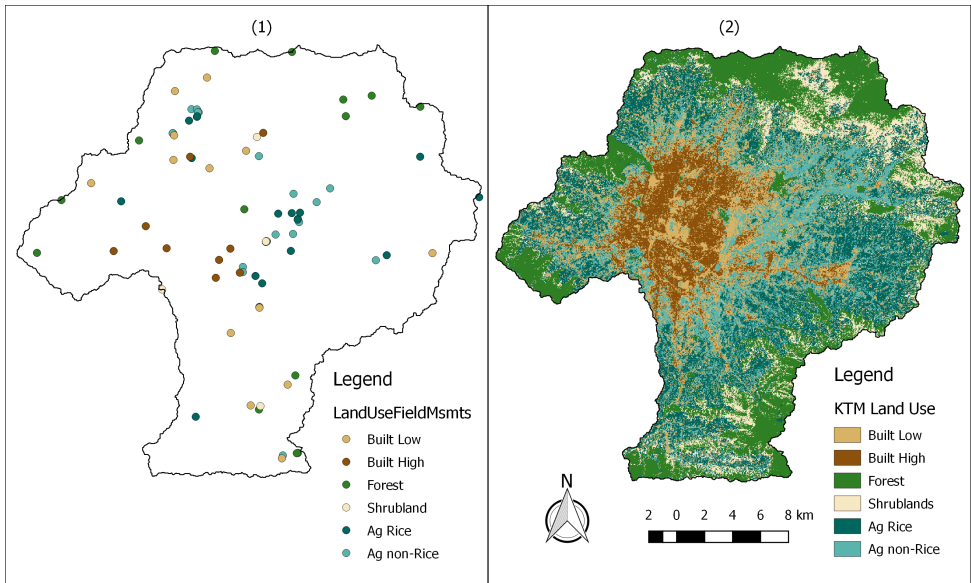 (1)
Legend
LandUseFieldMsmts
Built Low
Built High
Forest
Shrubland
Ag Rice
Ag non-Rice
(2)
Legend
KTM Land Use
Built Low
Built High
Forest
Shrublands
Ag Rice
Ag non-Rice
N
2 0 2 4 6 8 km